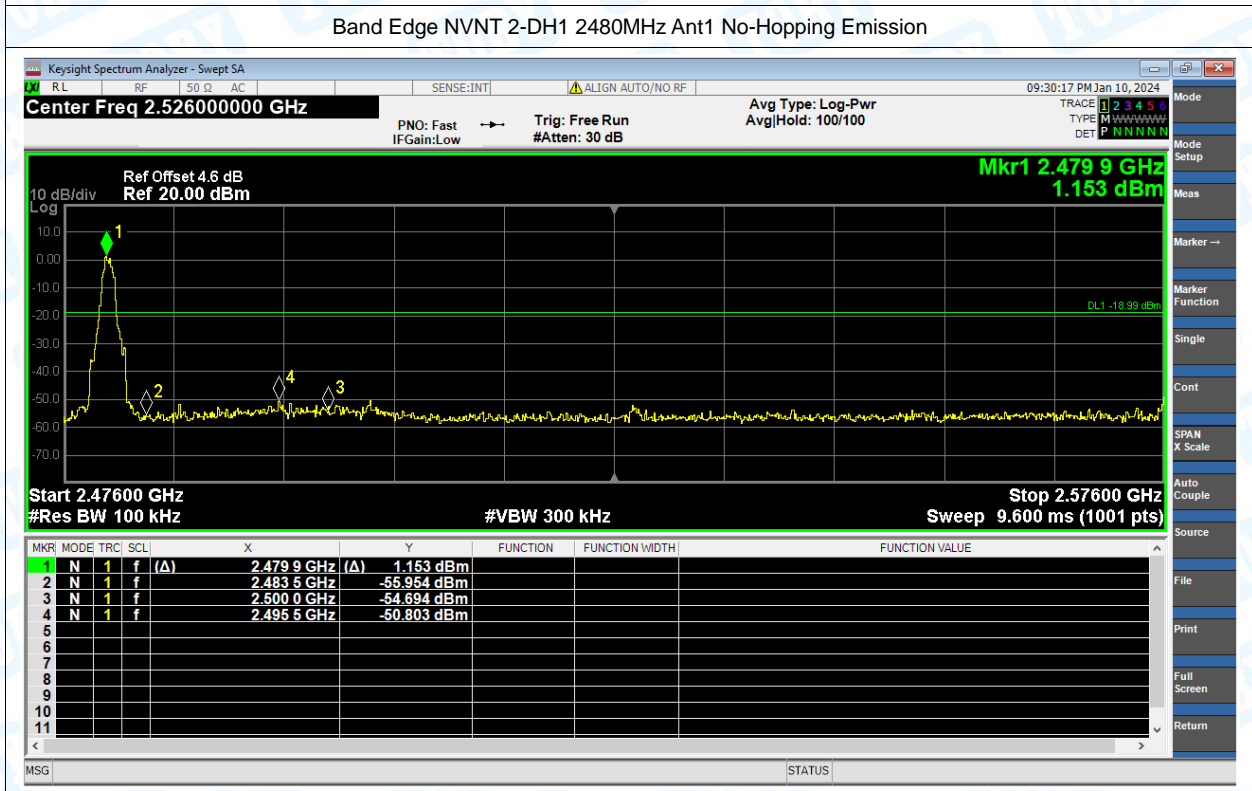 Band Edge NVNT 2-DH1 2480MHz Ant1 No-Hopping Emission
Keysight Spectrum Analyzer - Swept SA
LXI RL RF 50 Ω AC SENSE:INT ALIGN AUTO/NO RF 09:30:17 PM Jan 10, 2024
Center Freq 2.526000000 GHz
PNO: Fast
IFGain:Low
Trig: Free Run
#Atten: 30 dB
Avg Type: Log-Pwr
Avg|Hold: 100/100
TRACE 1 2 3 4 5 6
TYPE M WWWWW
DET P N N N N N
Mkr1 2.479 9 GHz
1.153 dBm
Ref Offset 4.6 dB
Ref 20.00 dBm
10 dB/div
Log
10.0
0.00
-10.0
-20.0
-30.0
-40.0
-50.0
-60.0
-70.0
1
2
4
3
DL1 -18.99 dBm
Start 2.47600 GHz
Stop 2.57600 GHz
#Res BW 100 kHz
#VBW 300 kHz
Sweep 9.600 ms (1001 pts)
MKR MODE TRC SCL X Y FUNCTION FUNCTION WIDTH FUNCTION VALUE
1 N 1 f (Δ) 2.479 9 GHz (Δ) 1.153 dBm
2 N 1 f 2.483 5 GHz -55.954 dBm
3 N 1 f 2.500 0 GHz -54.694 dBm
4 N 1 f 2.495 5 GHz -50.803 dBm
5
6
7
8
9
10
11
MSG
STATUS
Mode
Mode
Setup
Meas
Marker →
Marker
Function
Single
Cont
SPAN
X Scale
Auto
Couple
Source
File
Print
Full
Screen
Return